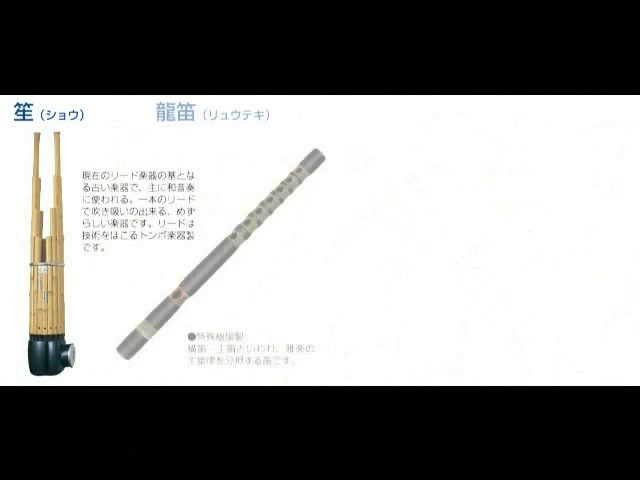 笙（ショウ）
龍笛（リュウテキ）
現在のリード楽器の基とな
る古い楽器で、主に和音奏
に使われる。一本のリード
で吹き吸いの出来る、めず
らしい楽器です。リードは
技術をほこるトンボ楽器製
です。
●特殊樹脂製
横笛・主笛といわれ、雅楽の
主旋律を分担する笛です。